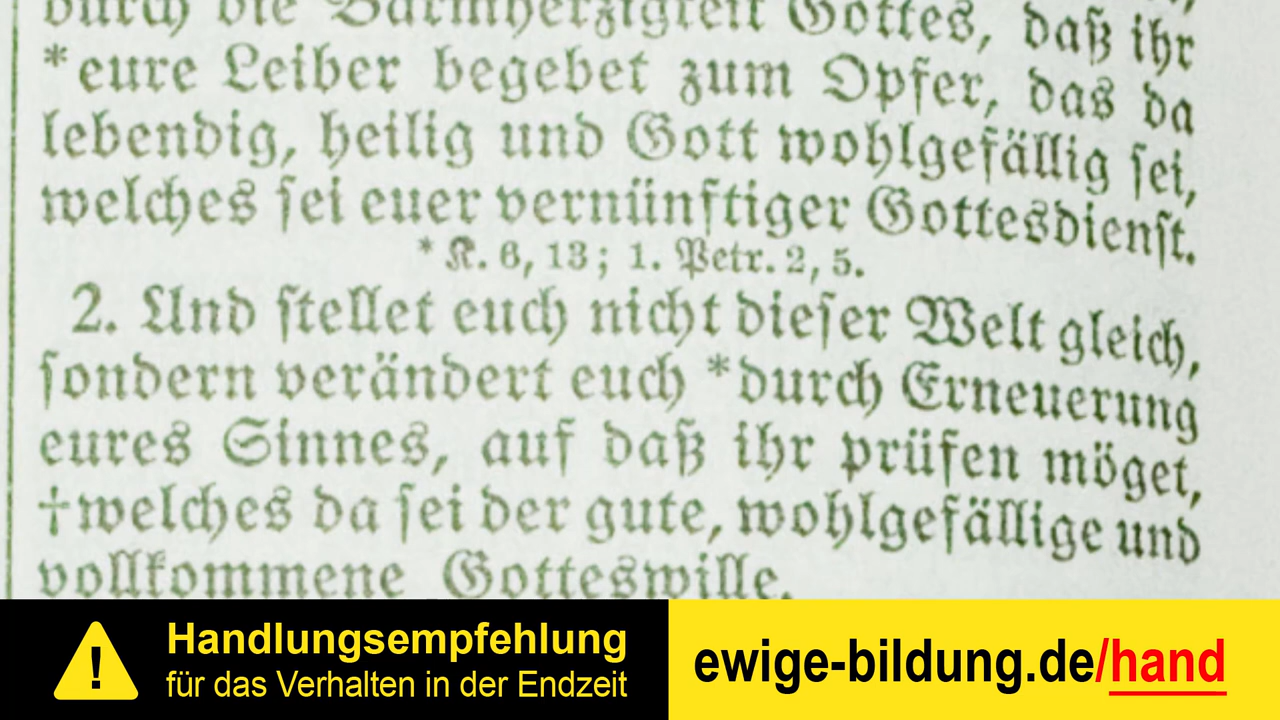 durch die Barmherzigkeit Gottes, daß ihr
*eure Leiber begebet zum Opfer, das da
lebendig, heilig und Gott wohlgefällig sei,
welches sei euer vernünftiger Gottesdienst.
* K. 6, 13; 1. Petr. 2, 5.
2. Und stellet euch nicht dieser Welt gleich,
sondern verändert euch *durch Erneuerung
eures Sinnes, auf daß ihr prüfen möget,
†welches da sei der gute, wohlgefällige und
vollkommene Gotteswille.
Handlungsempfehlung
für das Verhalten in der Endzeit
ewige-bildung.de/hand